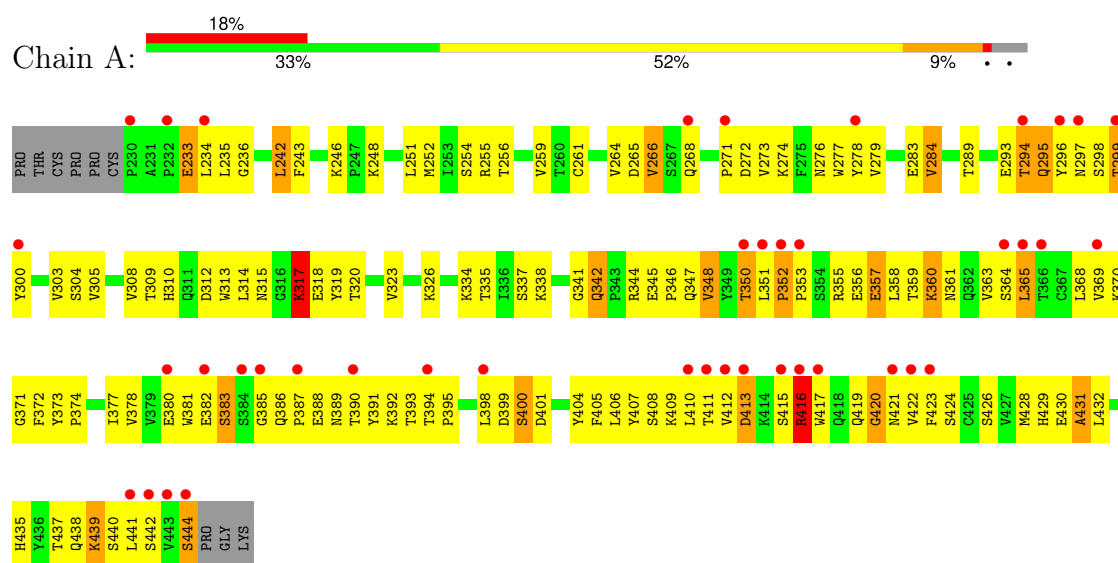 18%
Chain A:
33% 52% 9% • •
PRO THR CYS PRO PRO CYS P230 A231 P232 E233 L234 L235 G236 L242 F243 K246 P247 K248 L251 M252 I253 S254 R255 T256 V259 T260 C261 V264 D265 V266 S267 Q268 P271 D272 V273 K274 F275 N276 W277 Y278 V279 E283 V284 T289 E293 T294 Q295 Y296 N297 S298 T299
Y300 V303 S304 V305 V308 T309 H310 Q311 D312 W313 L314 N315 G316 K317 E318 Y319 T320 V323 K326 K334 T335 I336 S337 K338 G341 Q342 P343 R344 E345 P346 Q347 V348 Y349 T350 L351 P352 P353 S354 R355 E356 E357 L358 T359 K360 N361 Q362 V363 S364 L365 T366 C367 L368 V369 K370
G371 F372 Y373 P374 I377 V378 V379 E380 W381 E382 S383 S384 G385 Q386 P387 E388 N389 T390 Y391 K392 T393 T394 P395 L398 D399 S400 D401 Y404 F405 L406 Y407 S408 K409 L410 T411 V412 D413 K414 S415 R416 W417 Q418 Q419 G420 N421 V422 F423 S424 C425 S426 V427 M428 H429 E430 A431 L432
H435 Y436 T437 Q438 K439 S440 L441 S442 V443 S444 PRO GLY LYS